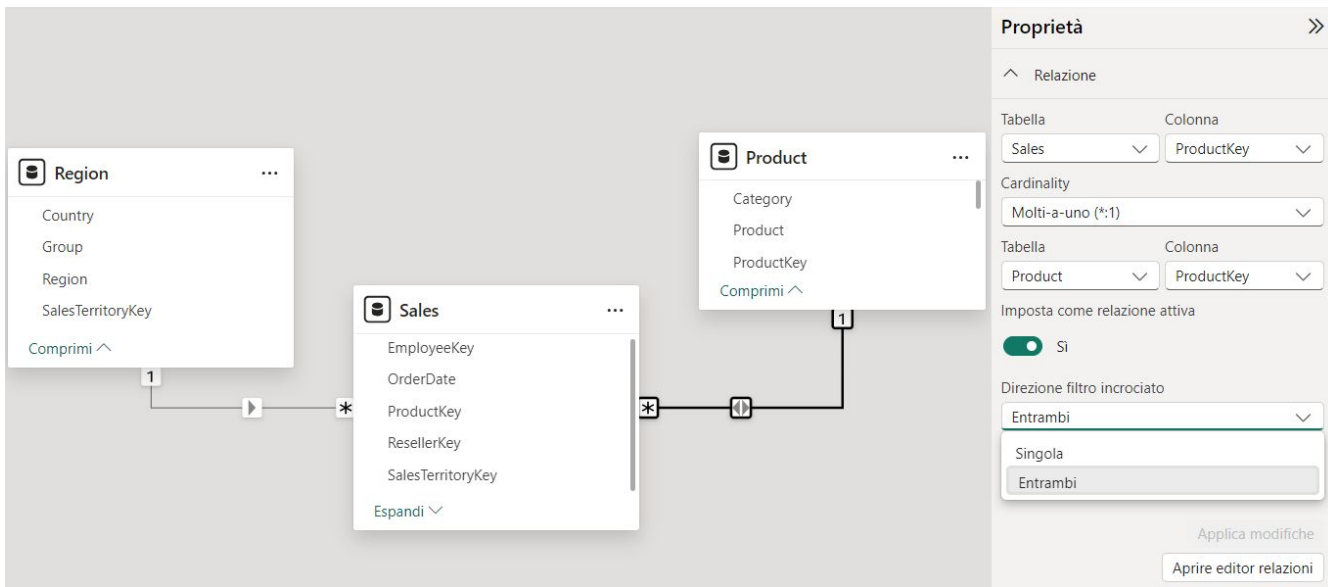 Region
...
Country
Group
Region
SalesTerritoryKey
Comprimi
1
*
Sales
...
EmployeeKey
OrderDate
ProductKey
ResellerKey
SalesTerritoryKey
Espandi
*
Product
...
Category
Product
ProductKey
Comprimi
1
Proprietà
Relazione
Tabella Colonna
Sales ProductKey
Cardinality
Molti-a-uno (*:1)
Tabella Colonna
Product ProductKey
Imposta come relazione attiva
Sì
Direzione filtro incrociato
Entrambi
Singola
Entrambi
Applica modifiche
Aprire editor relazioni